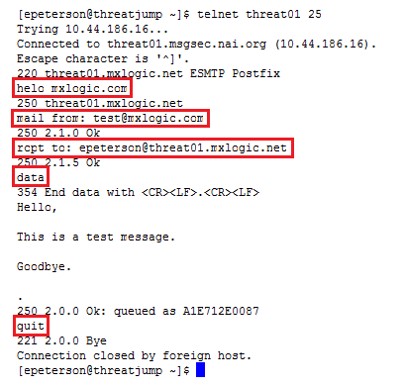 [epeterson@threatjump ~]$ telnet threat01 25
Trying 10.44.186.16...
Connected to threat01.msgsec.nai.org (10.44.186.16).
Escape character is '^]'.
220 threat01.mxlogic.net ESMTP Postfix
helo mxlogic.com
250 threat01.mxlogic.net
mail from: test@mxlogic.com
250 2.1.0 Ok
rcpt to: epeterson@threat01.mxlogic.net
250 2.1.5 Ok
data
354 End data with <CR><LF>.<CR><LF>
Hello,
This is a test message.
Goodbye.
.
250 2.0.0 Ok: queued as A1E712E0087
quit
221 2.0.0 Bye
Connection closed by foreign host.
[epeterson@threatjump ~]$